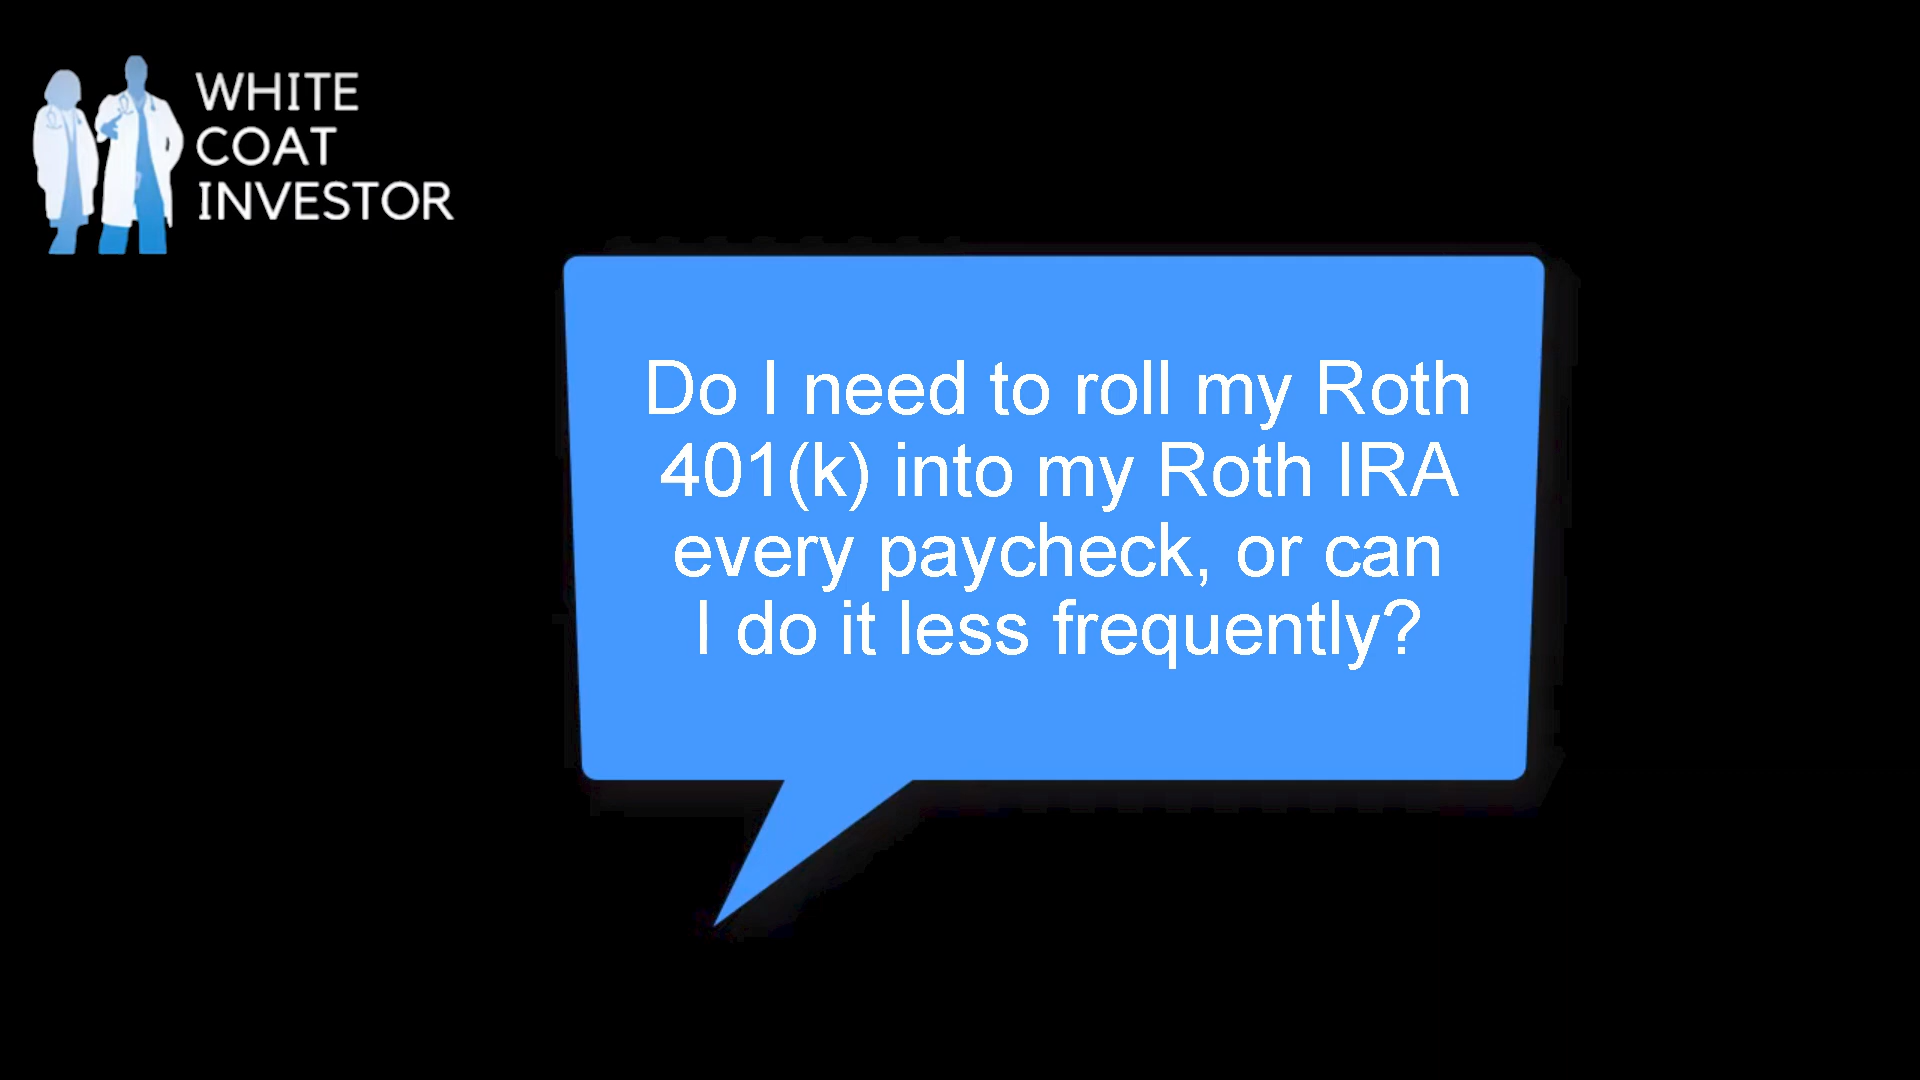 WHITE
COAT
INVESTOR
Do I need to roll my Roth
401(k) into my Roth IRA
every paycheck, or can
I do it less frequently?